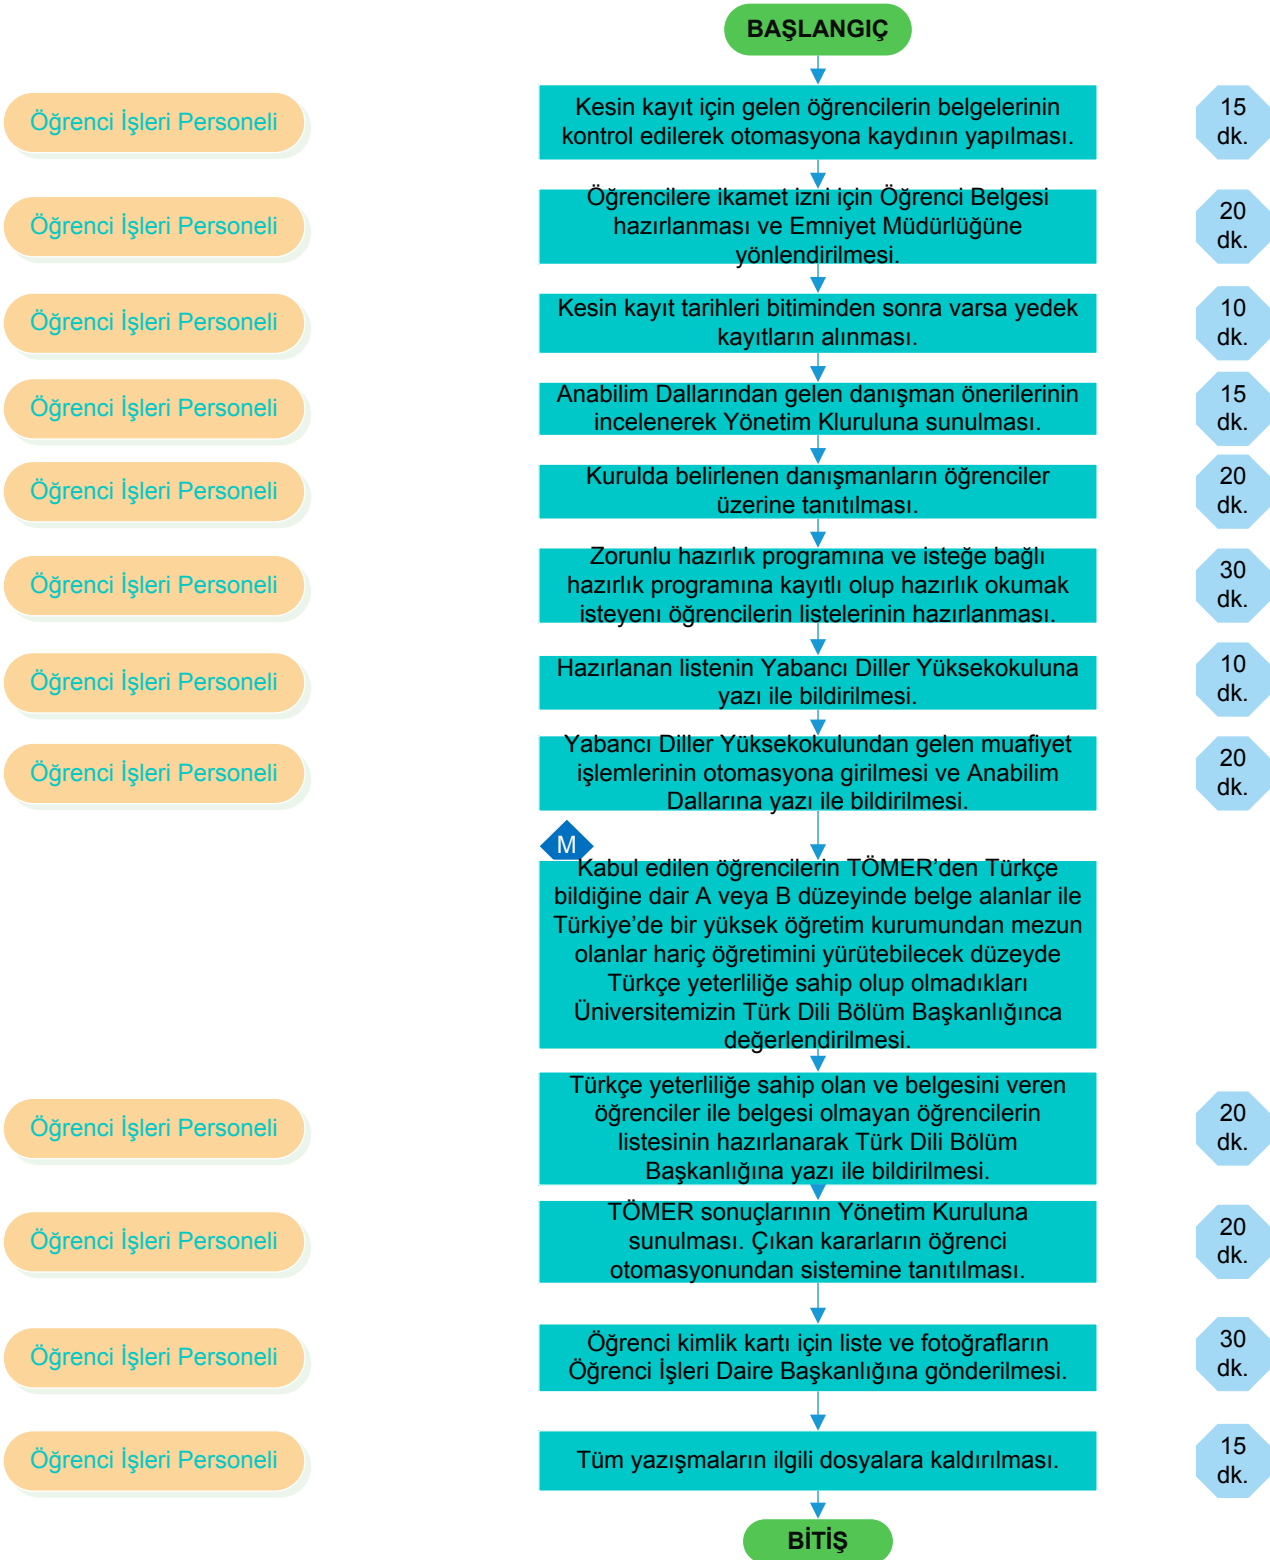 BAŞLANGIÇ
Öğrenci İşleri Personeli
Kesin kayıt için gelen öğrencilerin belgelerinin
kontrol edilerek otomasyona kaydının yapılması.
15
dk.
Öğrenci İşleri Personeli
Öğrencilere ikamet izni için Öğrenci Belgesi
hazırlanması ve Emniyet Müdürlüğüne
yönlendirilmesi.
20
dk.
Öğrenci İşleri Personeli
Kesin kayıt tarihleri bitiminden sonra varsa yedek
kayıtların alınması.
10
dk.
Öğrenci İşleri Personeli
Anabilim Dallarından gelen danışman önerilerinin
incelenerek Yönetim Kluruluna sunulması.
15
dk.
Öğrenci İşleri Personeli
Kurulda belirlenen danışmanların öğrenciler
üzerine tanıtılması.
20
dk.
Öğrenci İşleri Personeli
Zorunlu hazırlık programına ve isteğe bağlı
hazırlık programına kayıtlı olup hazırlık okumak
isteyenı öğrencilerin listelerinin hazırlanması.
30
dk.
Öğrenci İşleri Personeli
Hazırlanan listenin Yabancı Diller Yüksekokuluna
yazı ile bildirilmesi.
10
dk.
Öğrenci İşleri Personeli
Yabancı Diller Yüksekokulundan gelen muafiyet
işlemlerinin otomasyona girilmesi ve Anabilim
Dallarına yazı ile bildirilmesi.
20
dk.
M
Kabul edilen öğrencilerin TÖMER’den Türkçe
bildiğine dair A veya B düzeyinde belge alanlar ile
Türkiye’de bir yüksek öğretim kurumundan mezun
olanlar hariç öğretimini yürütebilecek düzeyde
Türkçe yeterliliğe sahip olup olmadıkları
Üniversitemizin Türk Dili Bölüm Başkanlığınca
değerlendirilmesi.
Öğrenci İşleri Personeli
Türkçe yeterliliğe sahip olan ve belgesini veren
öğrenciler ile belgesi olmayan öğrencilerin
listesinin hazırlanarak Türk Dili Bölüm
Başkanlığına yazı ile bildirilmesi.
20
dk.
Öğrenci İşleri Personeli
TÖMER sonuçlarının Yönetim Kuruluna
sunulması. Çıkan kararların öğrenci
otomasyonundan sistemine tanıtılması.
20
dk.
Öğrenci İşleri Personeli
Öğrenci kimlik kartı için liste ve fotoğrafların
Öğrenci İşleri Daire Başkanlığına gönderilmesi.
30
dk.
Öğrenci İşleri Personeli
Tüm yazışmaların ilgili dosyalara kaldırılması.
15
dk.
BİTİŞ